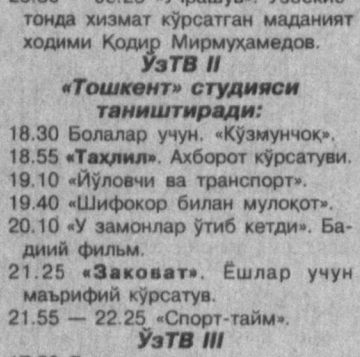 тонда хизмат кўрсатган маданият
ходими Қодир Мирмуҳамедов.
ЎзТВ II
«Тошкент» студияси
таништиради:
18.30 Болалар учун. «Кўзмунчоқ».
18.55 «Таҳлил». Ахборот кўрсатуви.
19.10 «Йўловчи ва транспорт».
19.40 «Шифокор билан мулоқот».
20.10 «У замонлар ўтиб кетди». Ба-
диий фильм.
21.25 «Заковат». Ёшлар учун
маърифий кўрсатув.
21.55 — 22.25 «Спорт-тайм».
ЎзТВ III